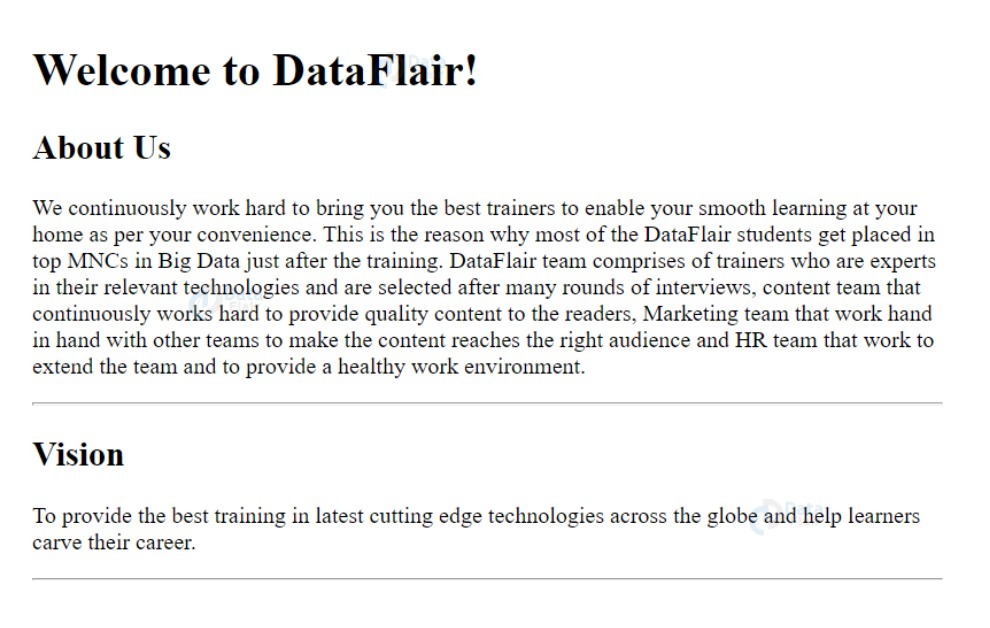 Welcome to DataFlair!
About Us
We continuously work hard to bring you the best trainers to enable your smooth learning at your
home as per your convenience. This is the reason why most of the DataFlair students get placed in
top MNCs in Big Data just after the training. DataFlair team comprises of trainers who are experts
in their relevant technologies and are selected after many rounds of interviews, content team that
continuously works hard to provide quality content to the readers, Marketing team that work hand
in hand with other teams to make the content reaches the right audience and HR team that work to
extend the team and to provide a healthy work environment.
Vision
To provide the best training in latest cutting edge technologies across the globe and help learners
carve their career.